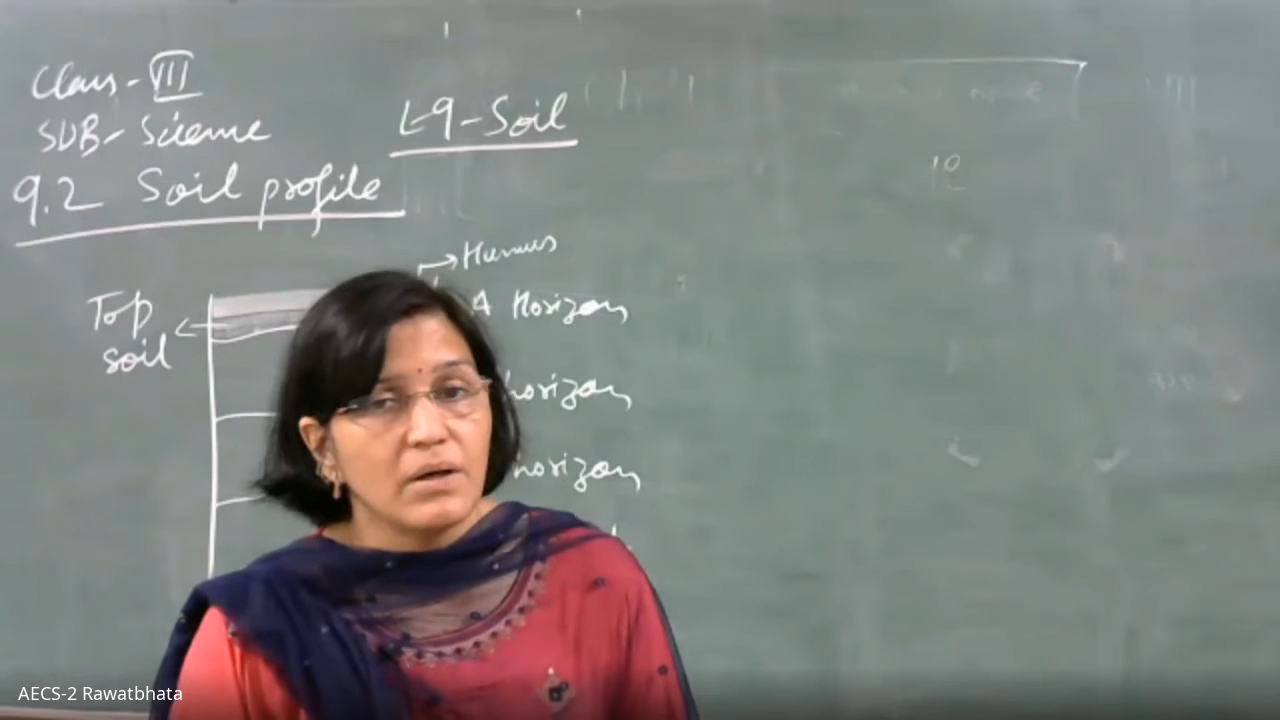 Class - VII
SUB - Science
L-9-Soil
9.2 Soil profile
Humus
Top
soil
A Horizon
horizon
horizon
AECS-2 Rawatbhata